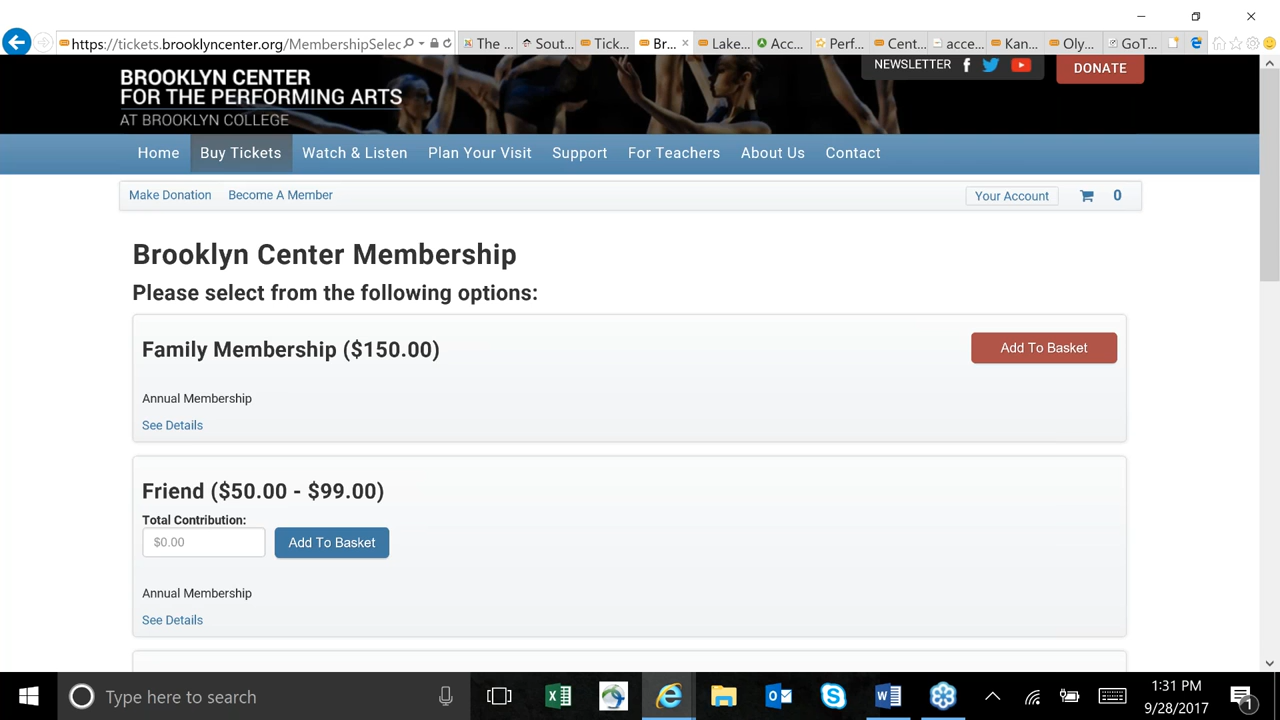 https://tickets.brooklyncenter.org/MembershipSelec
The ...
Sout...
Tick...
Br...
Lake...
Acc...
Perf...
Cent...
acce...
Kan...
Oly...
GoT...
BROOKLYN CENTER
FOR THE PERFORMING ARTS
AT BROOKLYN COLLEGE
NEWSLETTER
DONATE
Home Buy Tickets Watch & Listen Plan Your Visit Support For Teachers About Us Contact
Make Donation Become A Member Your Account 0
Brooklyn Center Membership
Please select from the following options:
Family Membership ($150.00) Add To Basket
Annual Membership
See Details
Friend ($50.00 - $99.00)
Total Contribution:
$0.00 Add To Basket
Annual Membership
See Details
Type here to search
1:31 PM
9/28/2017
1